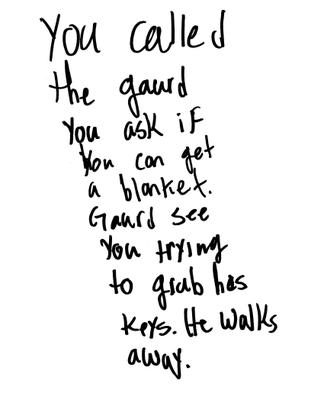 You called
the gaurd
You ask if
You can get
a blanket.
Gaurd see
You trying
to grab his
keys. He walks
away.